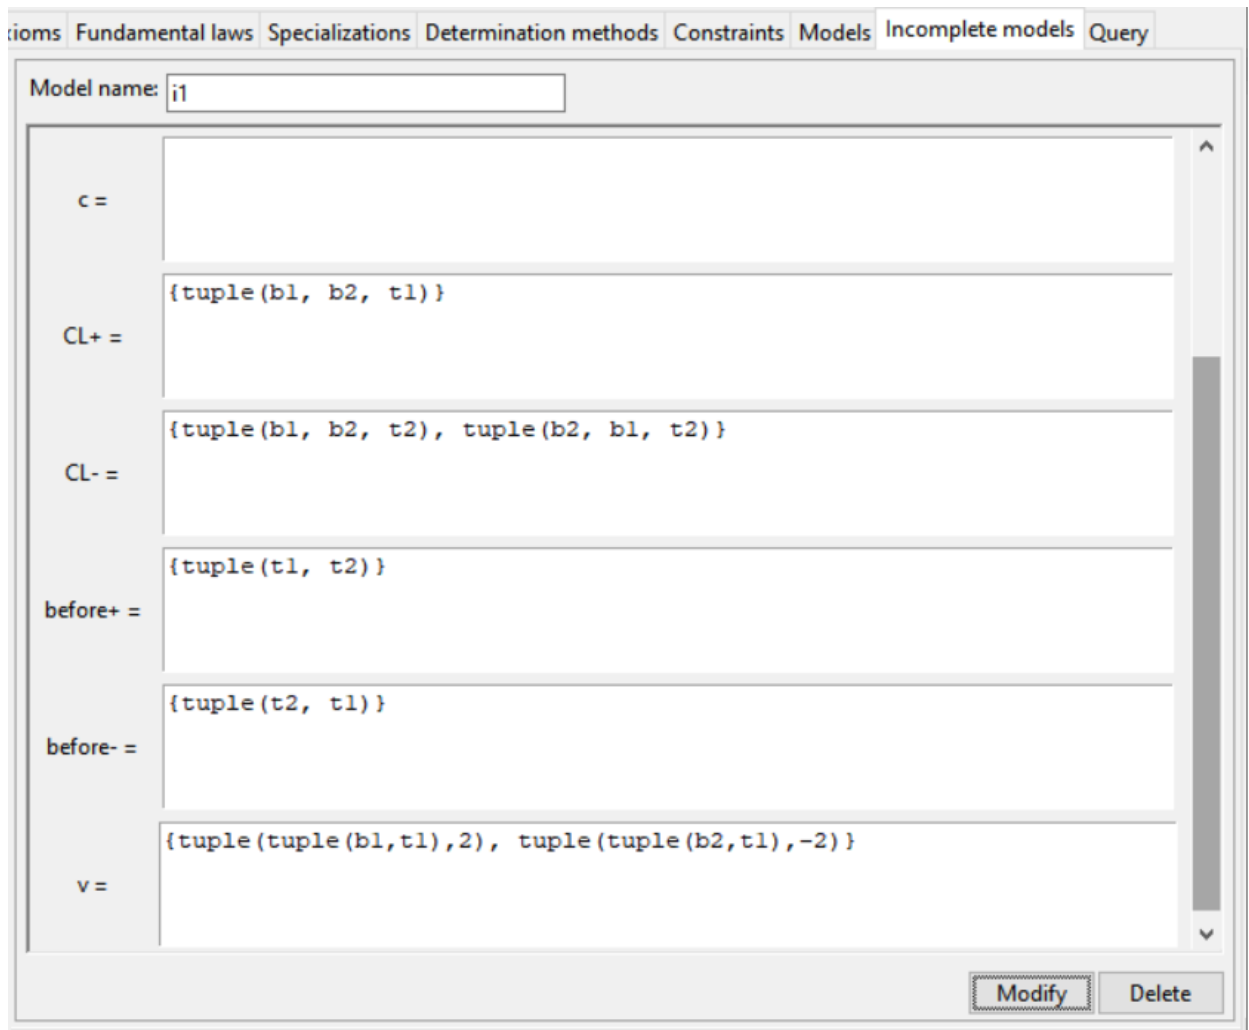 ioms Fundamental laws Specializations Determination methods Constraints Models Incomplete models Query
Model name: i1
c =
CL+ = {tuple(b1, b2, t1)}
CL- = {tuple(b1, b2, t2), tuple(b2, b1, t2)}
before+ = {tuple(t1, t2)}
before- = {tuple(t2, t1)}
v = {tuple(tuple(b1,t1),2), tuple(tuple(b2,t1),-2)}
Modify Delete